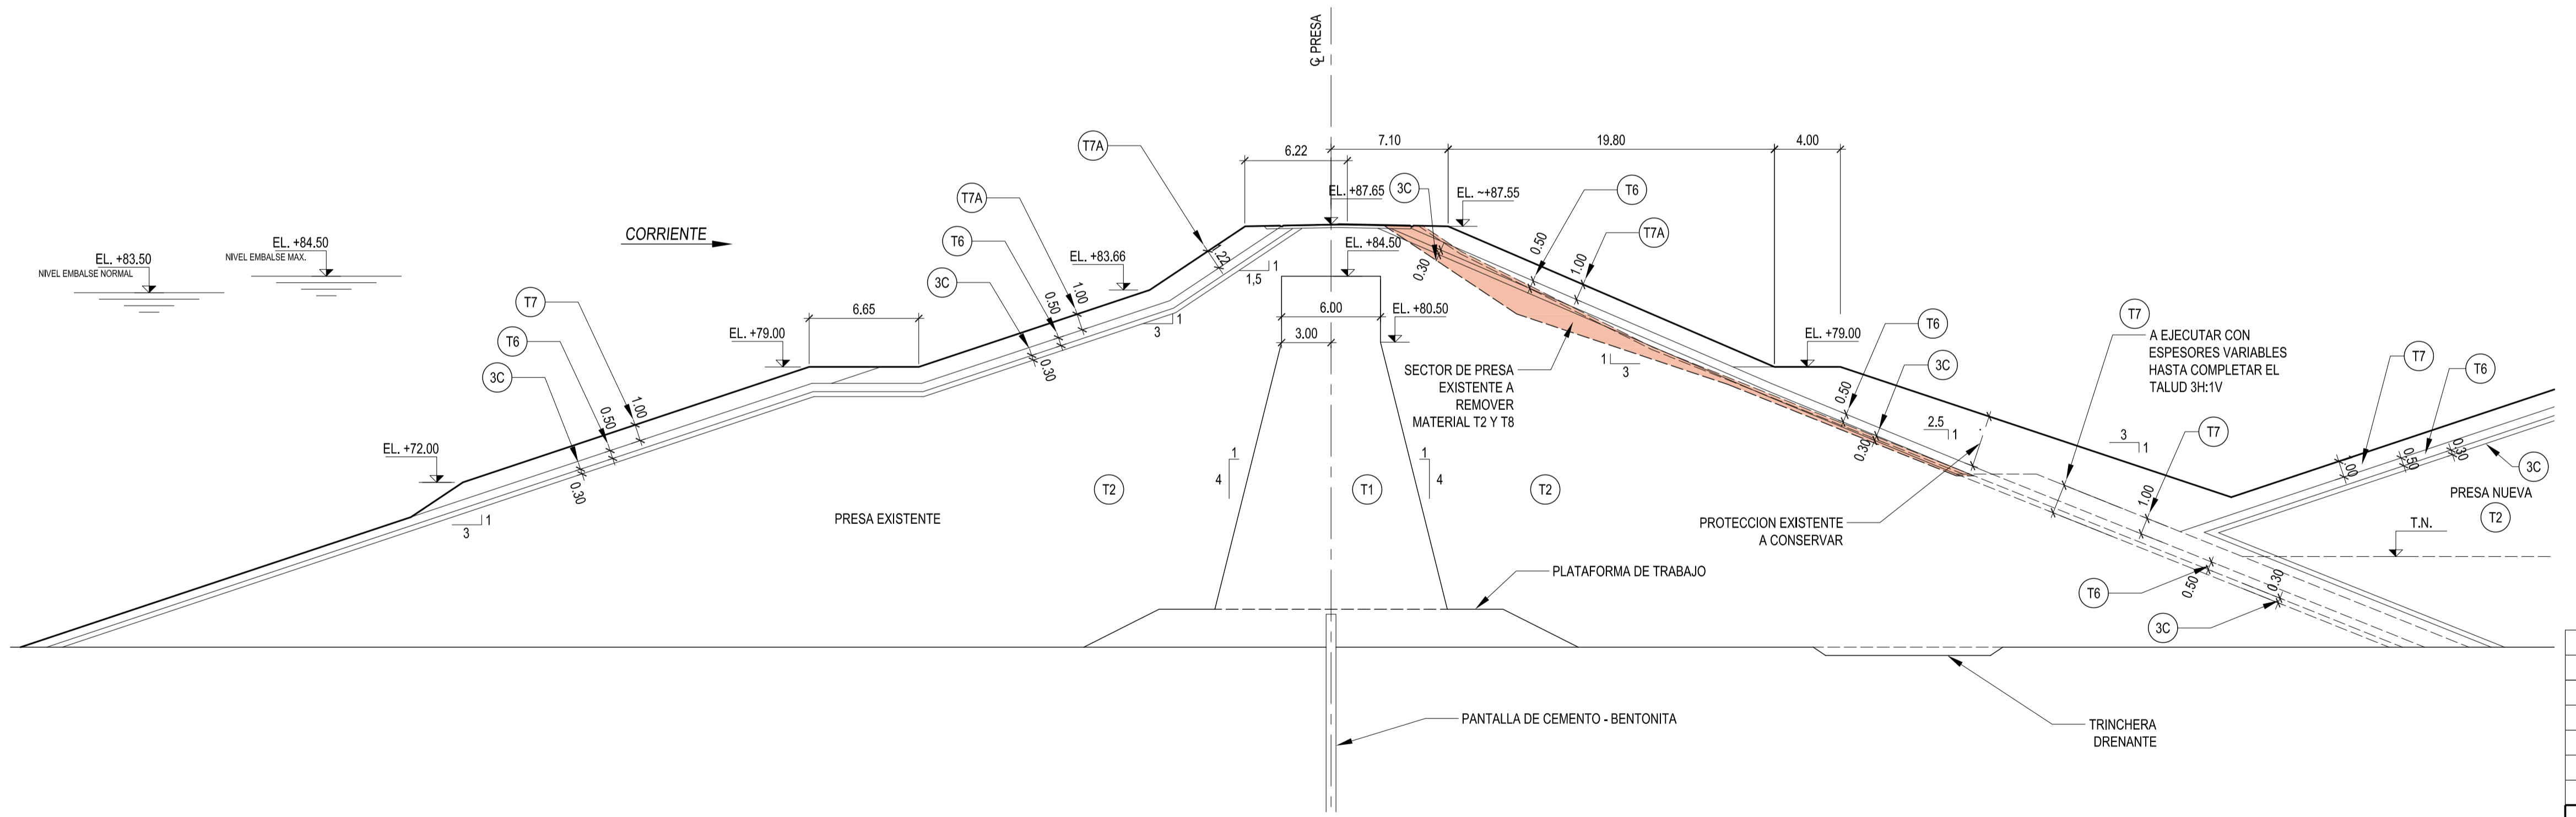 ℄ PRESA
7.10
19.80
4.00
6.22
T7A
T7A
3C
T6
EL. +87.65
EL. ~+87.55
T7A
0.50
1.00
CORRIENTE
EL. +84.50
NIVEL EMBALSE MAX.
EL. +83.50
NIVEL EMBALSE NORMAL
T6
EL. +83.66
.22
1
1,5
EL. +84.50
0.30
3C
1.00
0.50
T7
6.65
3
1
6.00
EL. +80.50
T7
A EJECUTAR CON
ESPESORES VARIABLES
HASTA COMPLETAR EL
TALUD 3H:1V
T6
EL. +79.00
3.00
EL. +79.00
T6
3C
0.30
1
3
3C
T7
T6
SECTOR DE PRESA
EXISTENTE A
REMOVER
MATERIAL T2 Y T8
0.50
1.00
0.50
2.5
1
3
1
T7
0.30
EL. +72.00
1
4
1
4
1.00
0.50
0.30
3C
0.30
T2
T1
T2
1.00
PRESA NUEVA
T2
1
3
PRESA EXISTENTE
PROTECCION EXISTENTE
A CONSERVAR
T.N.
PLATAFORMA DE TRABAJO
T6
0.50
0.30
3C
PANTALLA DE CEMENTO - BENTONITA
TRINCHERA
DRENANTE